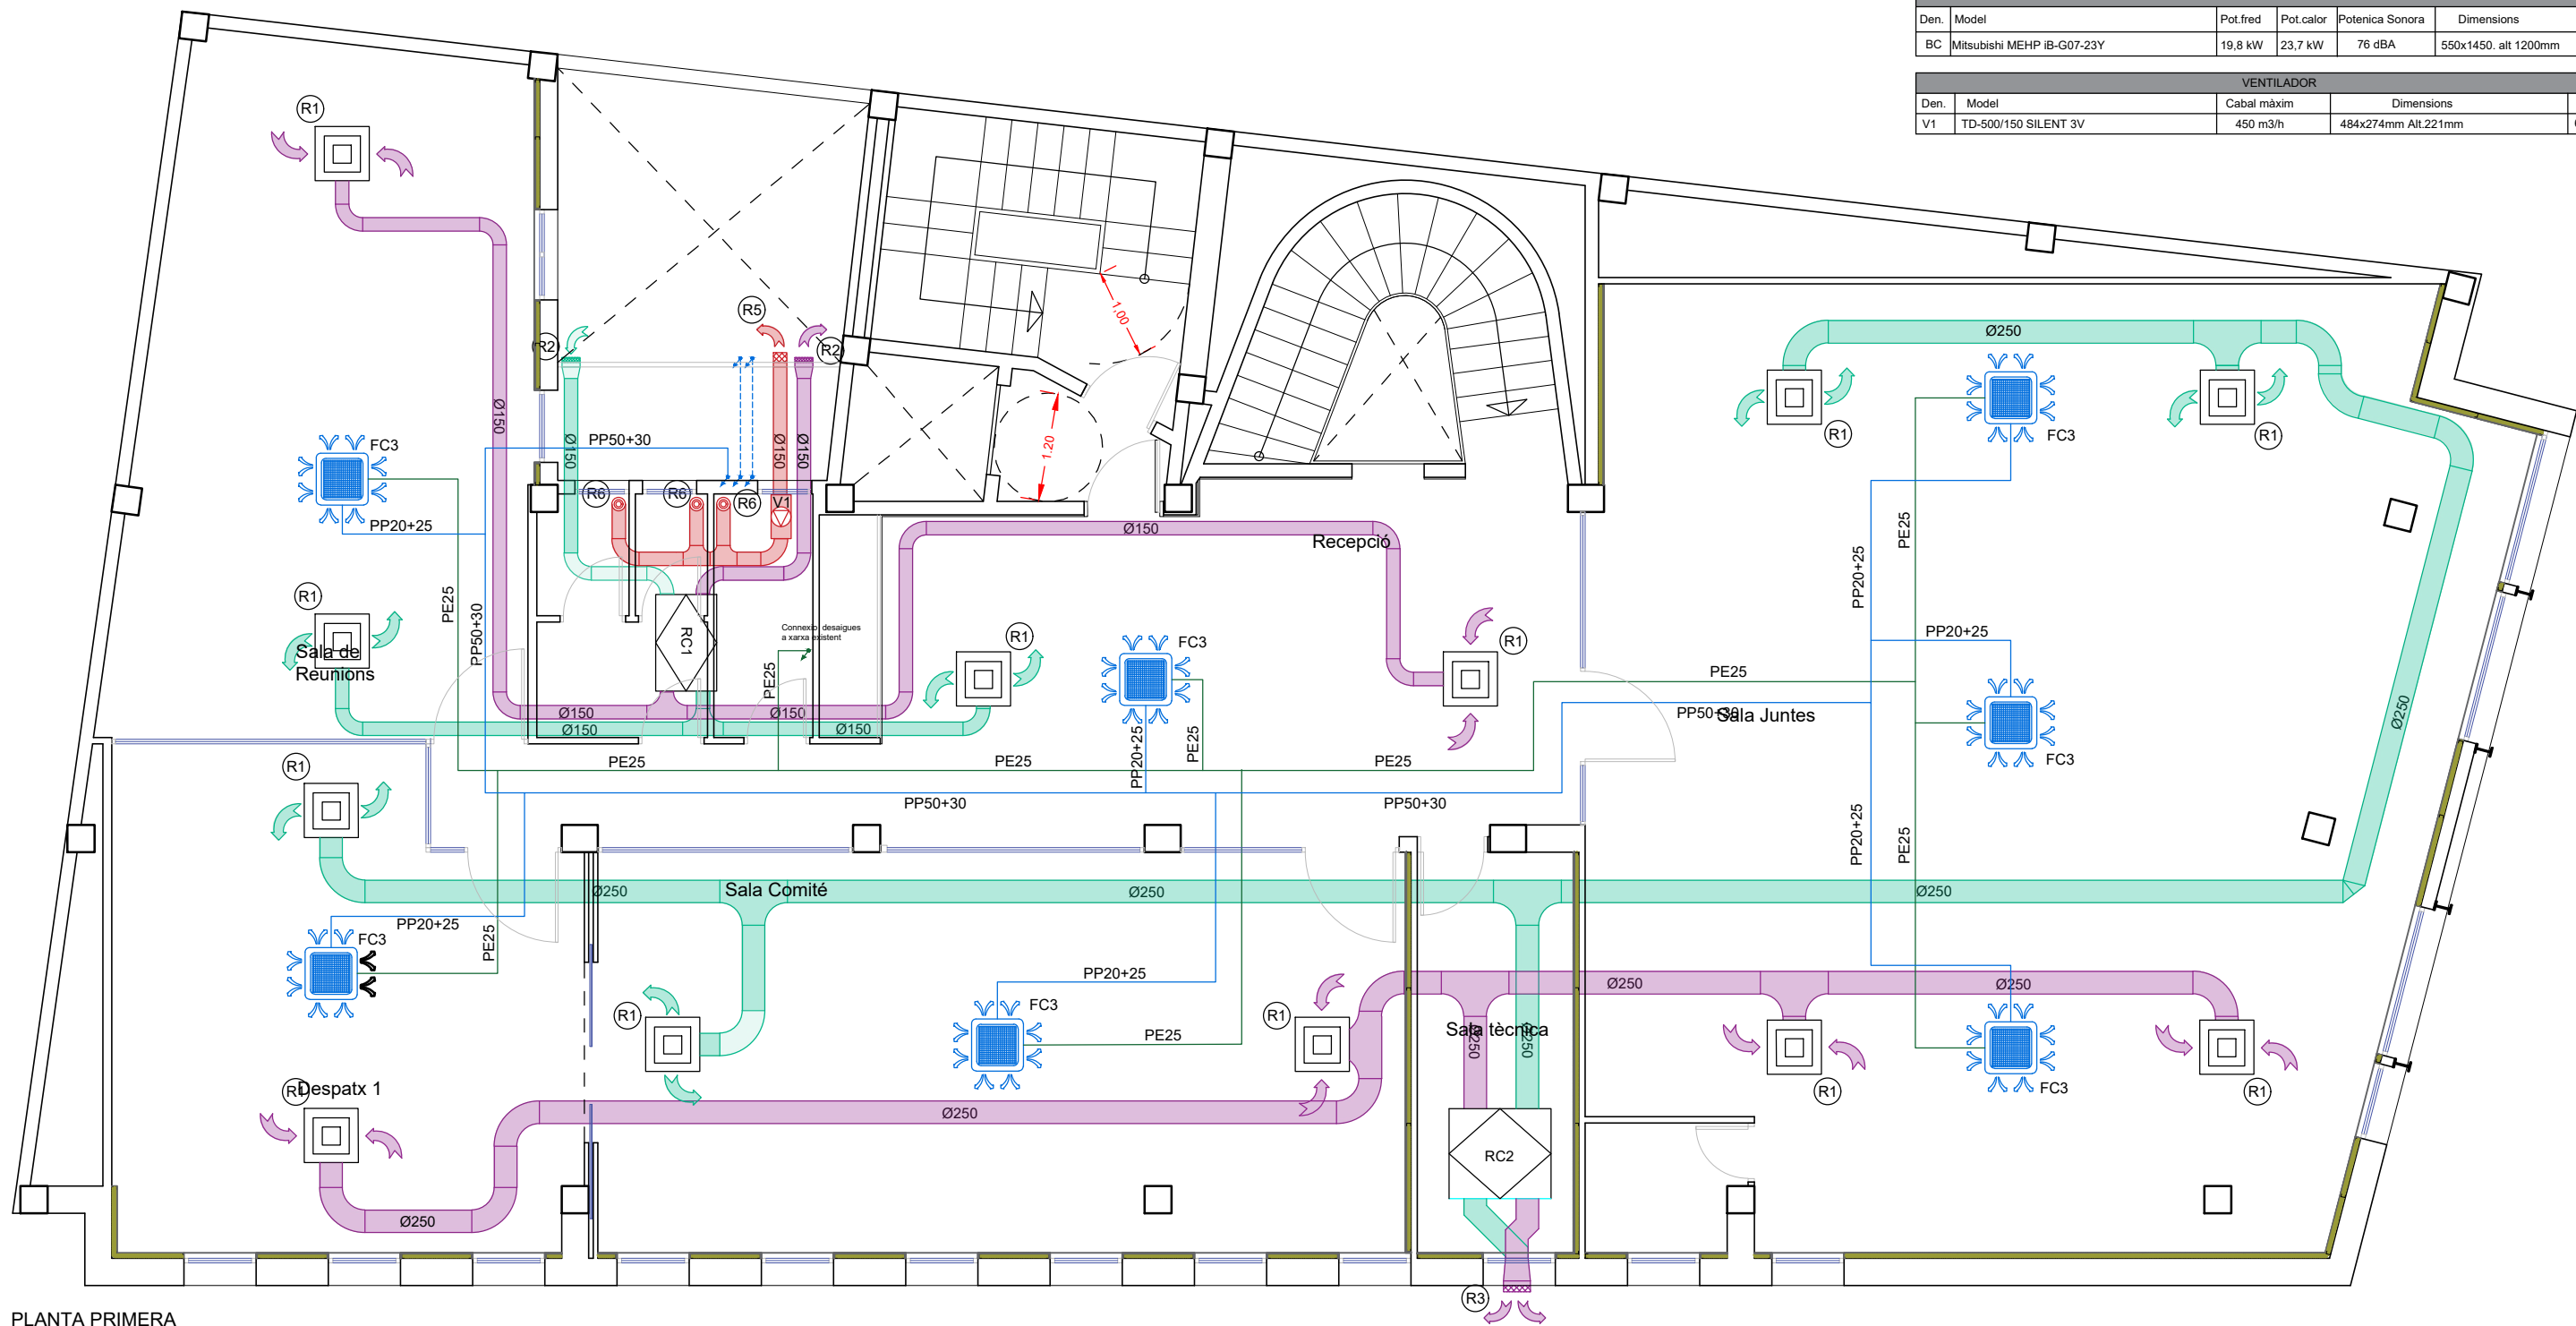 Den. Model Pot.fred Pot.calor Potenica Sonora Dimensions
BC Mitsubishi MEHP iB-G07-23Y 19,8 kW 23,7 kW 76 dBA 550x1450. alt 1200mm
VENTILADOR
Den. Model Cabal màxim Dimensions
V1 TD-500/150 SILENT 3V 450 m3/h 484x274mm Alt.221mm
R1
R5
R2
R2
1,00
Ø250
R1
R1
FC3
Ø150
FC3
PP50+30
Ø150
Ø150
Ø150
1.20
R6
R6
R6
V1
PP20+25
Ø150
Recepció
PE25
PP20+25
R1
PE25
PP50+30
RC1
Connexio desaigues
a xarxa existent
R1
FC3
R1
PP20+25
Sala de
Reunions
PE25
PE25
Ø150
Ø150
Ø150
Ø150
PP50+30
Sala Juntes
Ø250
FC3
PE25
PE25
PE25
PP20+25
PE25
R1
PP50+30
PP50+30
PP20+25
PE25
Ø250
Sala Comité
Ø250
Ø250
PP20+25
FC3
PE25
PP20+25
FC3
PE25
R1
R1
Ø250
Ø250
Sala tècnica
Ø250
Ø250
R1
FC3
R1
R1
Despatx 1
Ø250
RC2
Ø250
R3
PLANTA PRIMERA